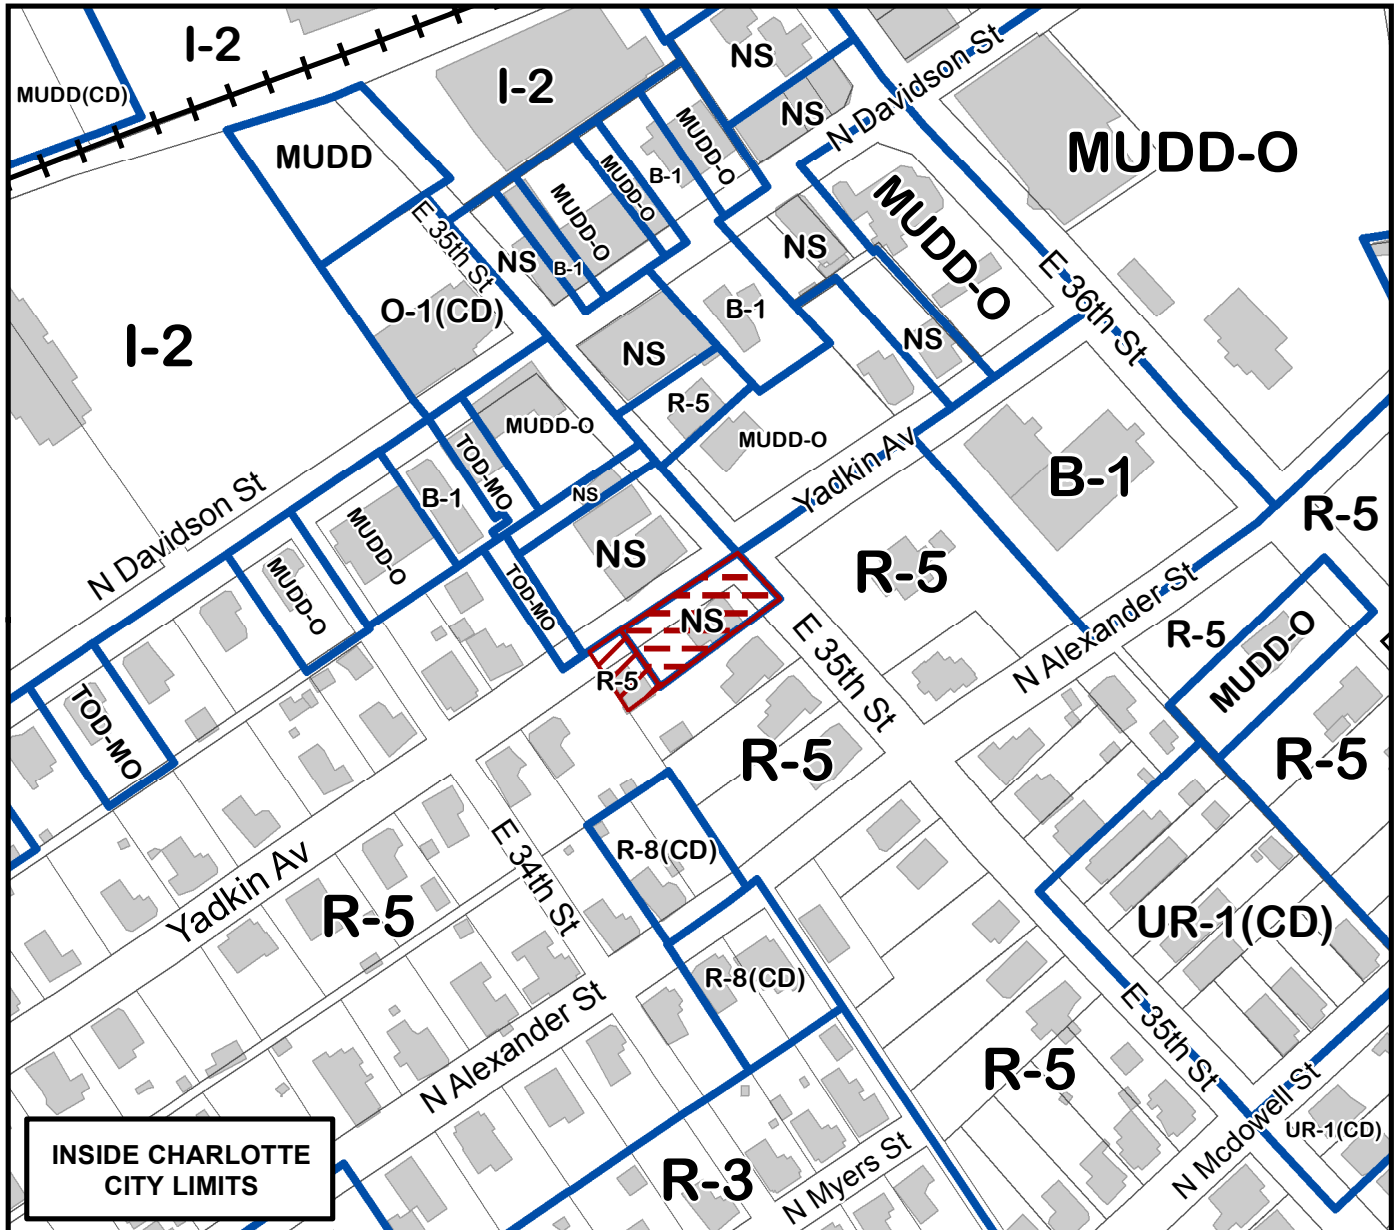 I-2
MUDD(CD)
I-2
NS
NS
N Davidson St
MUDD-O
MUDD
MUDD-O
B-1
MUDD-O
MUDD-O
MUDD-O
E 35th St
NS
B-1
NS
E 36th St
O-1(CD)
B-1
I-2
NS
NS
R-5
MUDD-O
MUDD-O
Yadkin Av
B-1
TOD-MO
B-1
NS
N Davidson St
MUDD-O
NS
R-5
R-5
MUDD-O
TOD-MO
NS
R-5
E 35th St
N Alexander St
R-5
MUDD-O
TOD-MO
R-5
R-5
R-8(CD)
E 34th St
Yadkin Av
R-5
UR-1(CD)
R-8(CD)
N Alexander St
E 35th St
R-5
N Mcdowell St
UR-1(CD)
R-3
N Myers St
INSIDE CHARLOTTE
CITY LIMITS